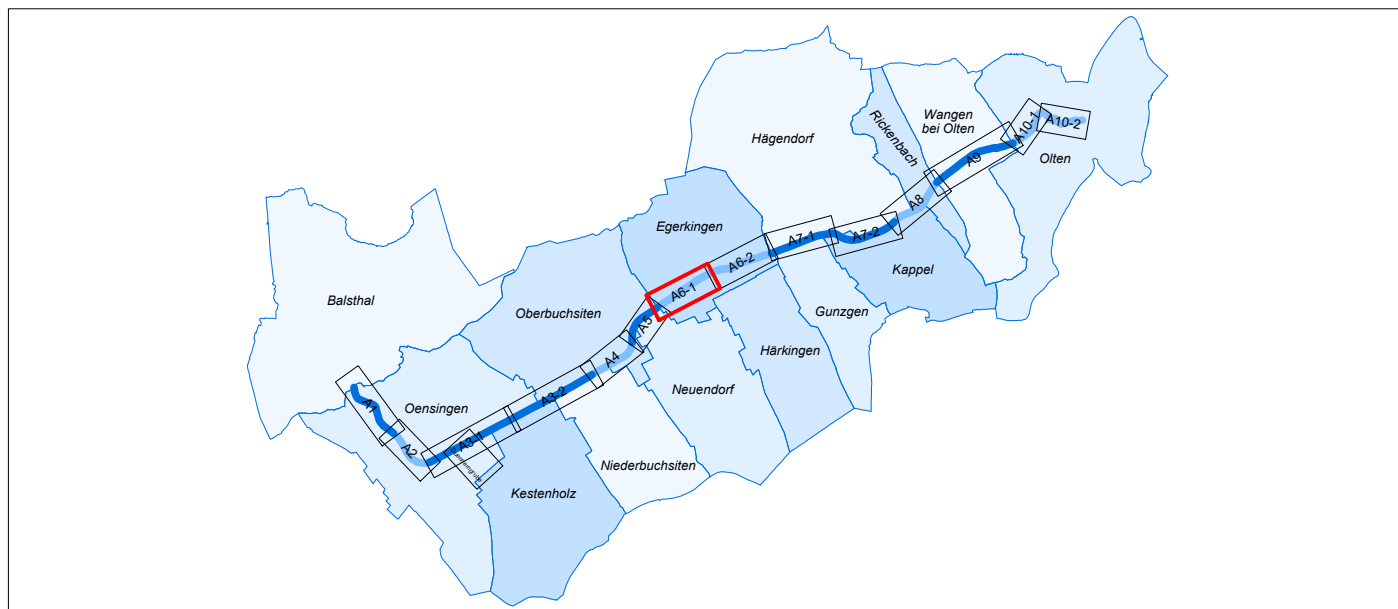 Hägendorf
Rickenbach
Wangen
bei Olten
A10-1
A10-2
Olten
A9
A8
Egerkingen
A7-1
A7-2
A6-2
A6-1
Kappel
Balsthal
Oberbuchsiten
A5
Gunzgen
Härkingen
A4
Neuendorf
A3-2
A1
Oensingen
A2
A3-1
Niederbuchsiten
Kestenholz